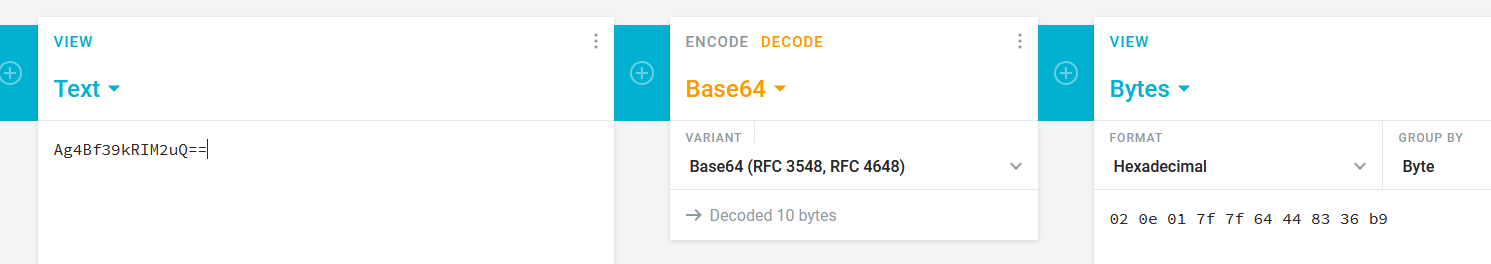 VIEW
Text
Ag4Bf39kRIM2uQ==
ENCODE DECODE
Base64
VARIANT
Base64 (RFC 3548, RFC 4648)
→ Decoded 10 bytes
VIEW
Bytes
FORMAT
Hexadecimal
GROUP BY
Byte
02 0e 01 7f 7f 64 44 83 36 b9